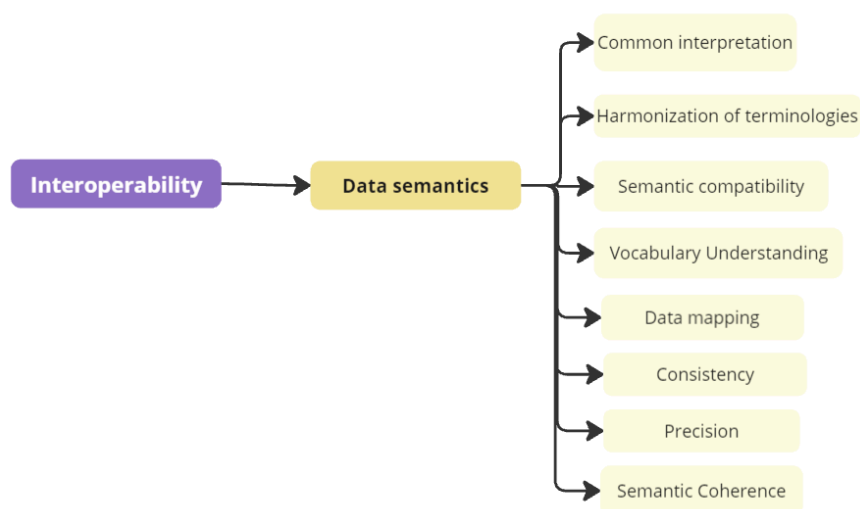 Common interpretation
Harmonization of terminologies
Interoperability
Data semantics
Semantic compatibility
Vocabulary Understanding
Data mapping
Consistency
Precision
Semantic Coherence